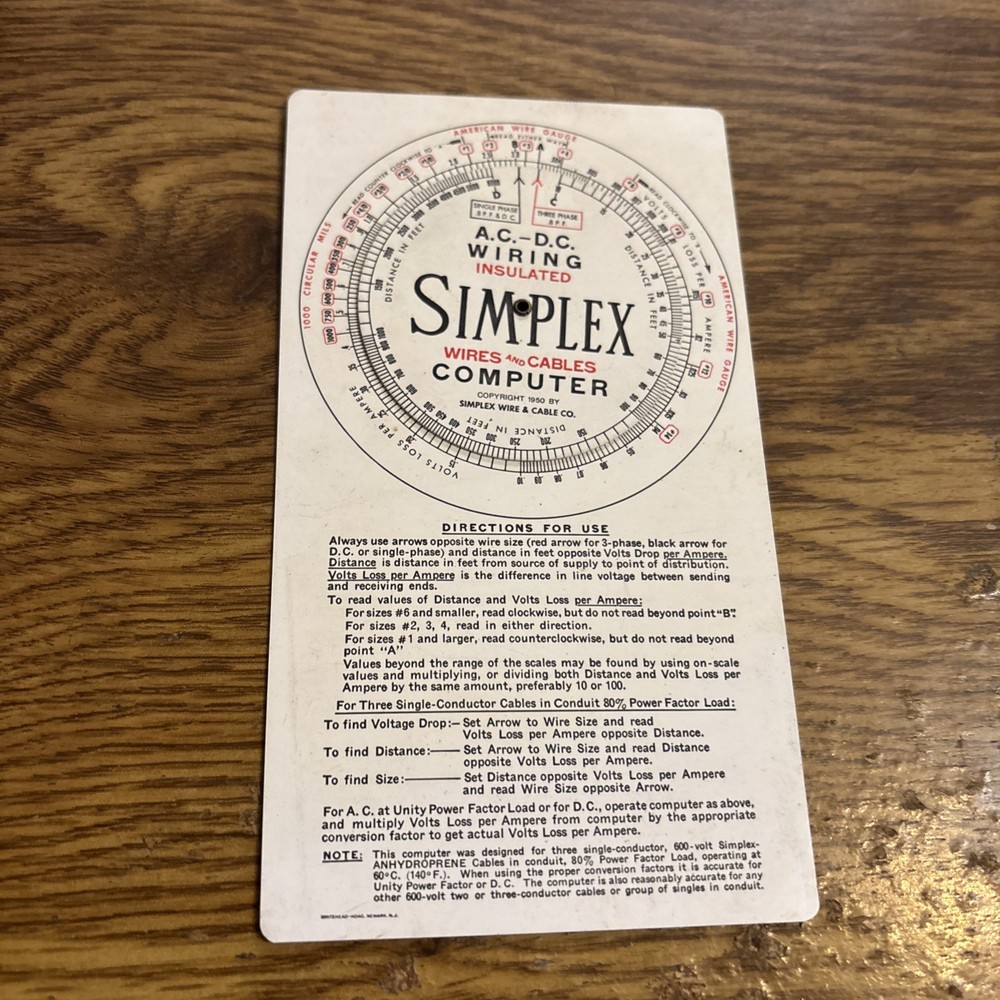 AMERICAN WIRE GAUGE
READ EITHER WAY
B A
D
C
SINGLE PHASE
8 P.F. & D.C.
THREE PHASE
8 P.F.
1000 CIRCULAR MILS
VOLTS LOSS PER AMPERE
AMERICAN WIRE GAUGE
DISTANCE IN FEET
DISTANCE IN FEET
A.C.–D.C.
WIRING
INSULATED
SIMPLEX
WIRES AND CABLES
COMPUTER
COPYRIGHT 1950 BY
SIMPLEX WIRE & CABLE CO.
DISTANCE IN FEET
VOLTS LOSS PER AMPERE
DIRECTIONS FOR USE
Always use arrows opposite wire size (red arrow for 3-phase, black arrow for
D.C. or single-phase) and distance in feet opposite Volts Drop per Ampere.
Distance is distance in feet from source of supply to point of distribution.
Volts Loss per Ampere is the difference in line voltage between sending
and receiving ends.
To read values of Distance and Volts Loss per Ampere:
For sizes #6 and smaller, read clockwise, but do not read beyond point "B".
For sizes #2, 3, 4, read in either direction.
For sizes #1 and larger, read counterclockwise, but do not read beyond
point "A"
Values beyond the range of the scales may be found by using on-scale
values and multiplying, or dividing both Distance and Volts Loss per
Ampere by the same amount, preferably 10 or 100.
For Three Single-Conductor Cables in Conduit 80% Power Factor Load:
To find Voltage Drop:– Set Arrow to Wire Size and read
Volts Loss per Ampere opposite Distance.
To find Distance:—— Set Arrow to Wire Size and read Distance
opposite Volts Loss per Ampere.
To find Size:——— Set Distance opposite Volts Loss per Ampere
and read Wire Size opposite Arrow.
For A. C. at Unity Power Factor Load or for D. C., operate computer as above,
and multiply Volts Loss per Ampere from computer by the appropriate
conversion factor to get actual Volts Loss per Ampere.
NOTE: This computer was designed for three single-conductor, 600-volt Simplex-
ANHYDROPRENE Cables in conduit, 80% Power Factor Load, operating at
60°C. (140°F.). When using the proper conversion factors it is accurate for
Unity Power Factor or D. C. The computer is also reasonably accurate for any
other 600-volt two or three-conductor cables or group of singles in conduit.
WHITEHEAD-HOAG, NEWARK, N.J.